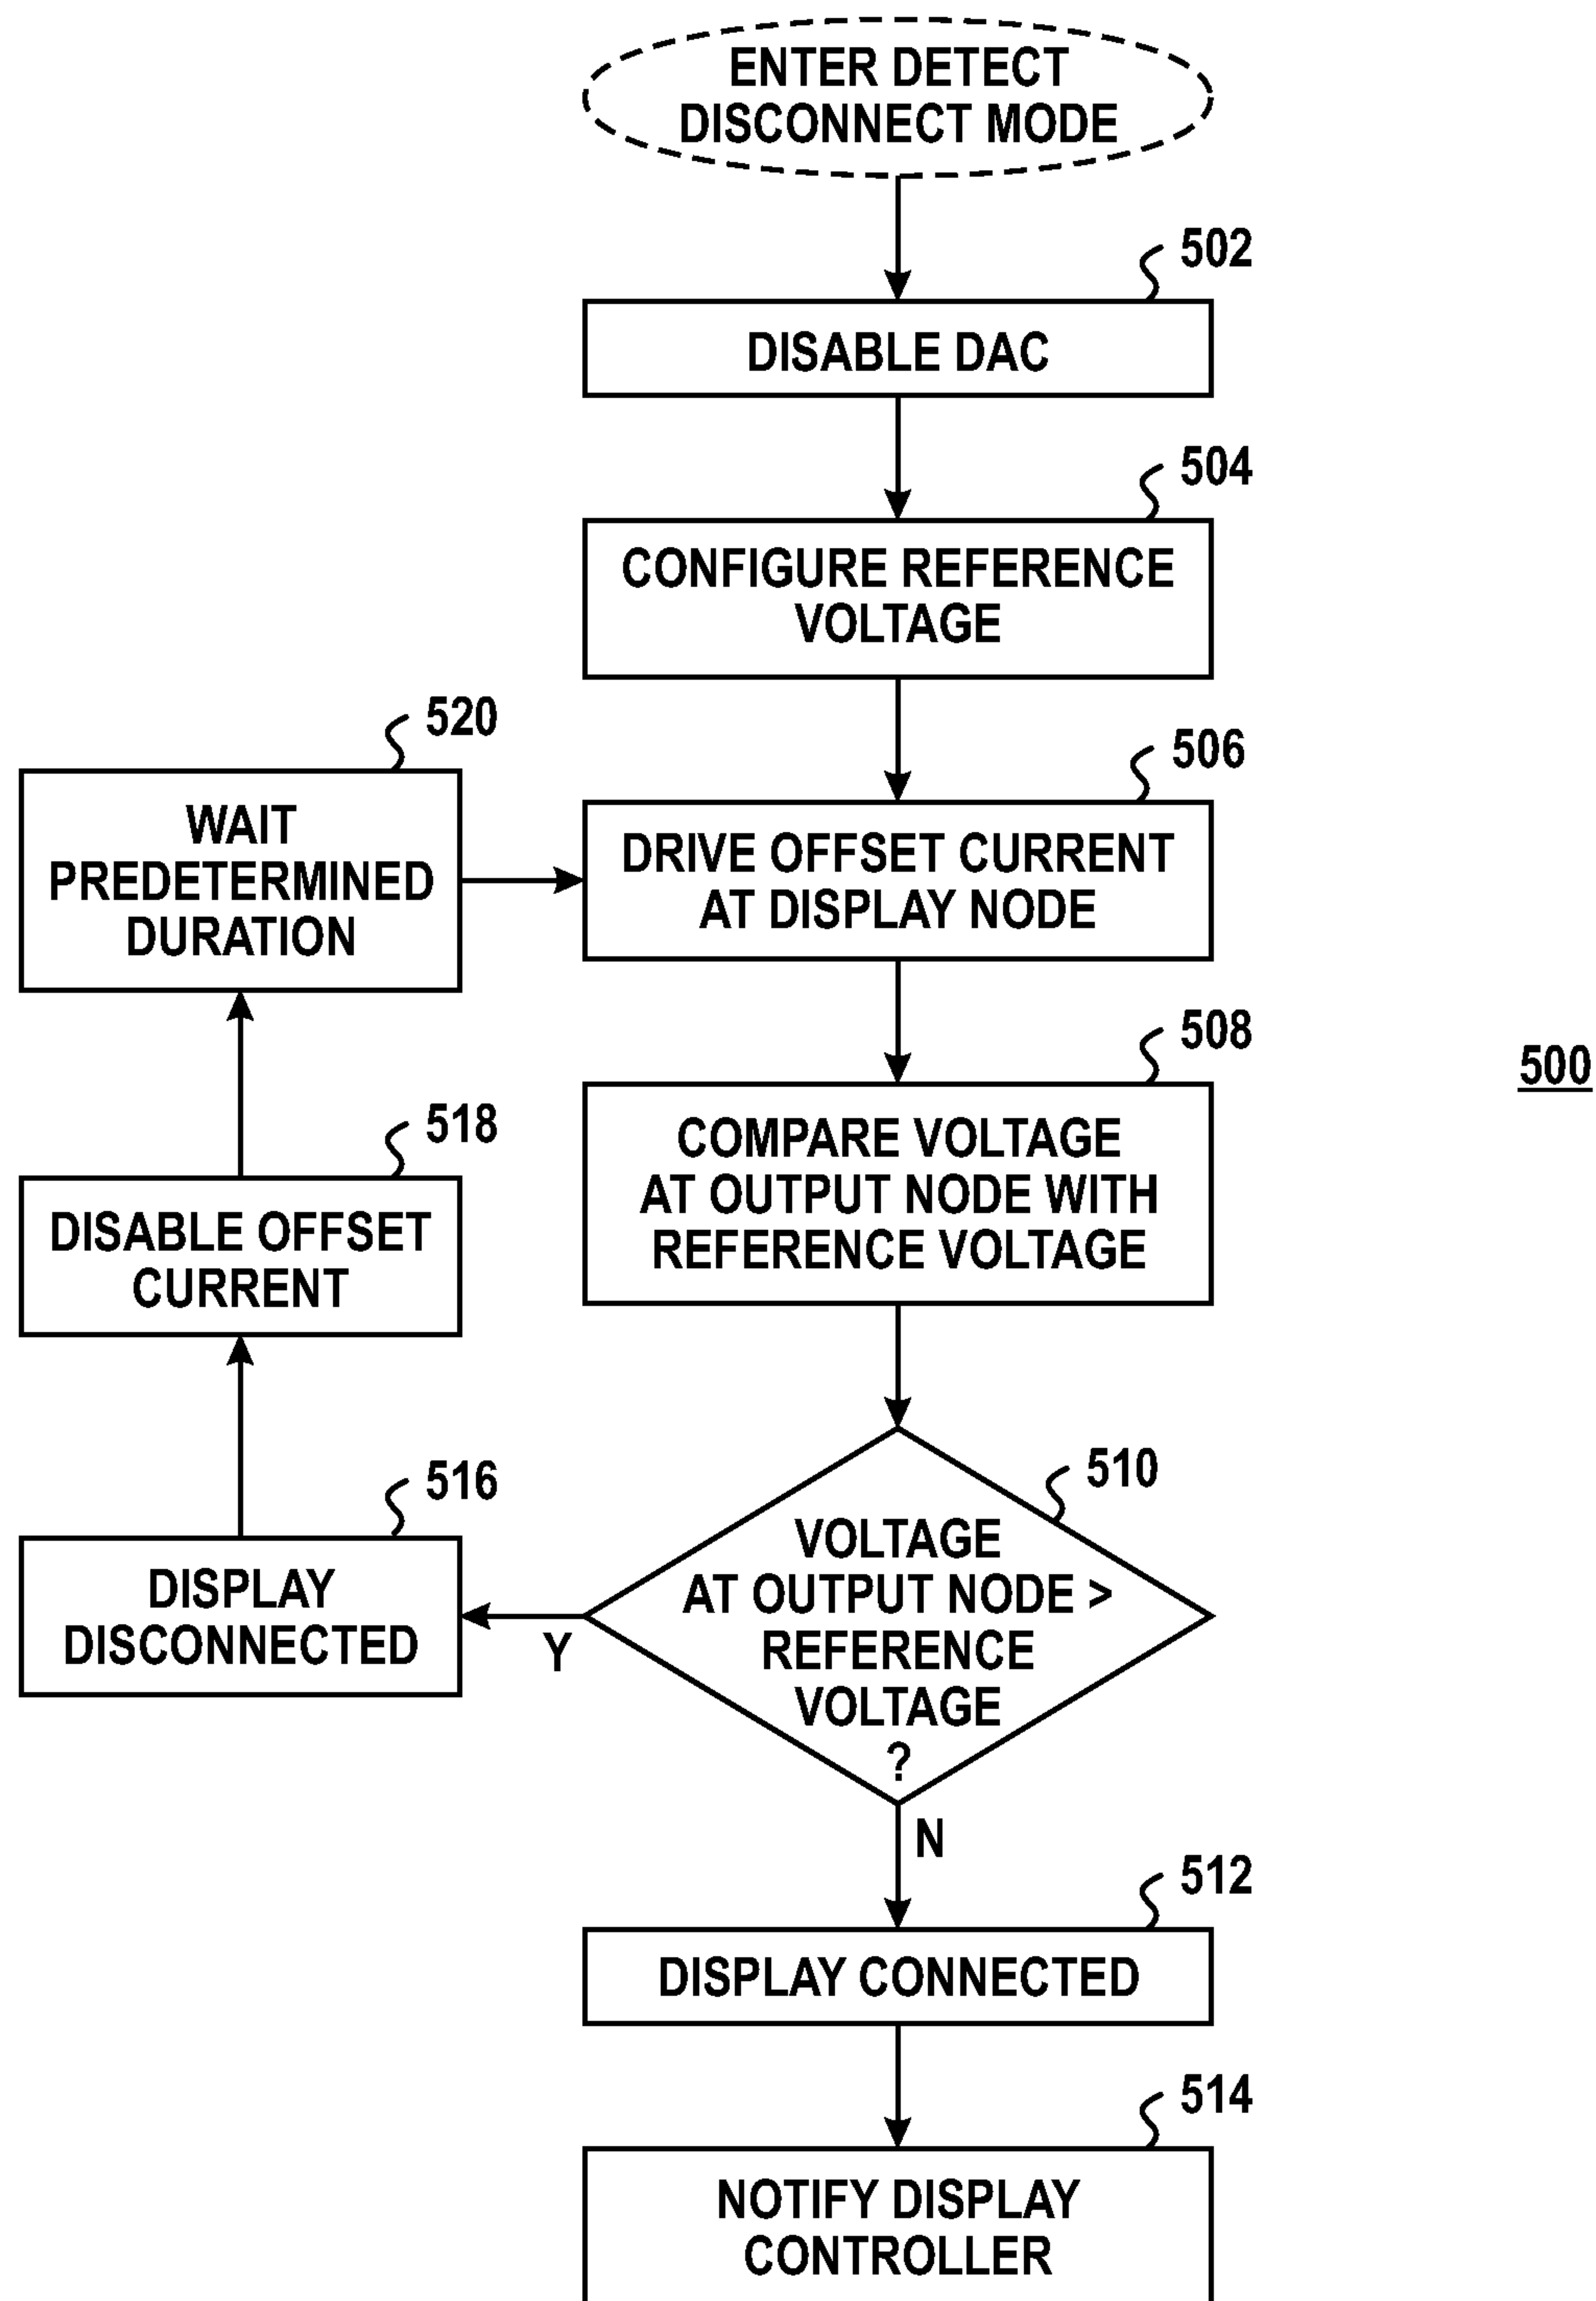 ENTER DETECT
DISCONNECT MODE
502
DISABLE DAC
504
CONFIGURE REFERENCE
VOLTAGE
520
WAIT
PREDETERMINED
DURATION
506
DRIVE OFFSET CURRENT
AT DISPLAY NODE
508
COMPARE VOLTAGE
AT OUTPUT NODE WITH
REFERENCE VOLTAGE
500
518
DISABLE OFFSET
CURRENT
516
DISPLAY
DISCONNECTED
Y
510
VOLTAGE
AT OUTPUT NODE >
REFERENCE
VOLTAGE
?
N
512
DISPLAY CONNECTED
514
NOTIFY DISPLAY
CONTROLLER